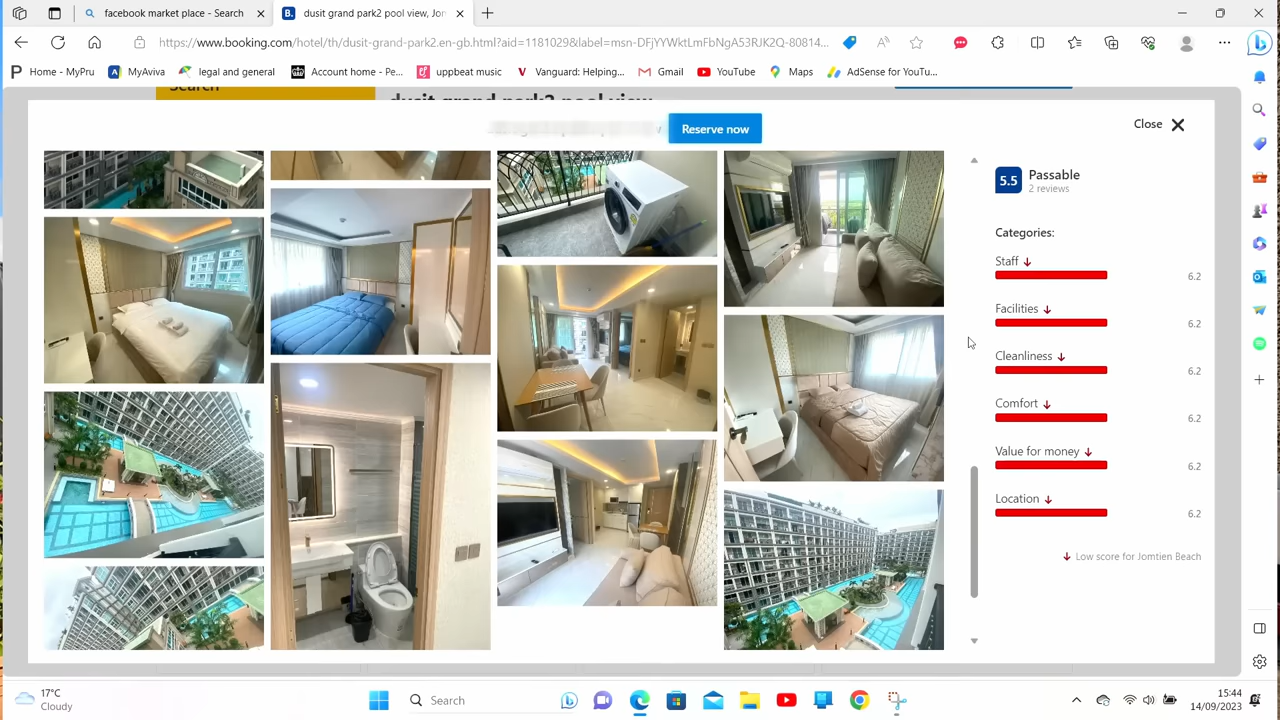 facebook market place - Search
B.
dusit grand park2 pool view, Jom
https://www.booking.com/hotel/th/dusit-grand-park2.en-gb.html?aid=1181029&label=msn-DFjYYWktLmFbNgA53RJK2Q-80814...
Home - MyPru
MyAviva
legal and general
Account home - Pe...
uppbeat music
Vanguard: Helping...
Gmail
YouTube
Maps
AdSense for YouTu...
Search
dusit grand park2 pool view
Reserve now
Close
5.5
Passable
2 reviews
Categories:
Staff
6.2
Facilities
6.2
Cleanliness
6.2
Comfort
6.2
Value for money
6.2
Location
6.2
Low score for Jomtien Beach
17°C
Cloudy
Search
15:44
14/09/2023